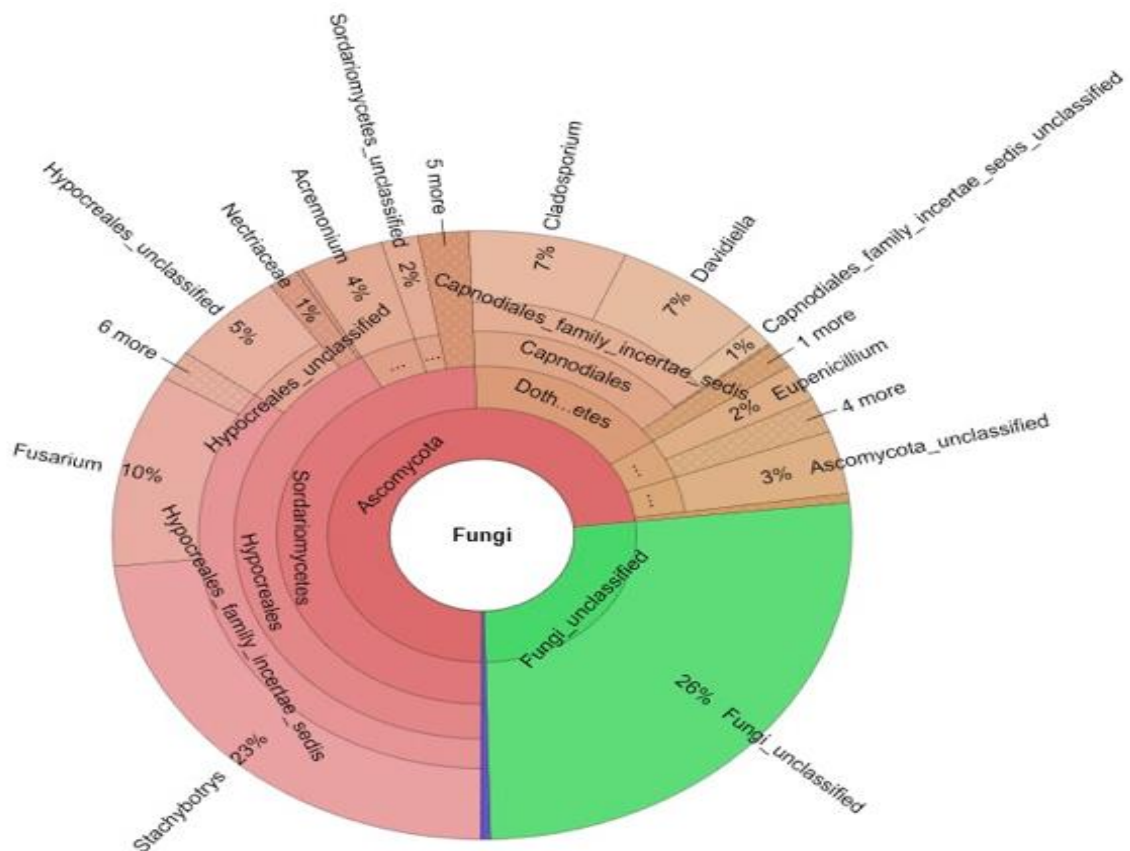 Sordariomycetes_unclassified
2%
5 more
Cladosporium
7%
Davidiella
7%
Capnodiales_family_incertae_sedis_unclassified
1%
1 more
Eupenicillium
2%
4 more
Ascomycota_unclassified
3%
Acremonium
4%
Nectriaceae
1%
Hypocreales_unclassified
5%
6 more
Fusarium
10%
Stachybotrys
23%
Fungi_unclassified
26%
Capnodiales_family_incertae_sedis
Capnodiales
Doth...etes
...
...
...
...
Hypocreales_unclassified
Ascomycota
Sordariomycetes
Hypocreales
Hypocreales_family_incertae_sedis
Fungi
Fungi_unclassified